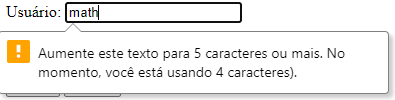 Usuário: math
Aumente este texto para 5 caracteres ou mais. No
momento, você está usando 4 caracteres).